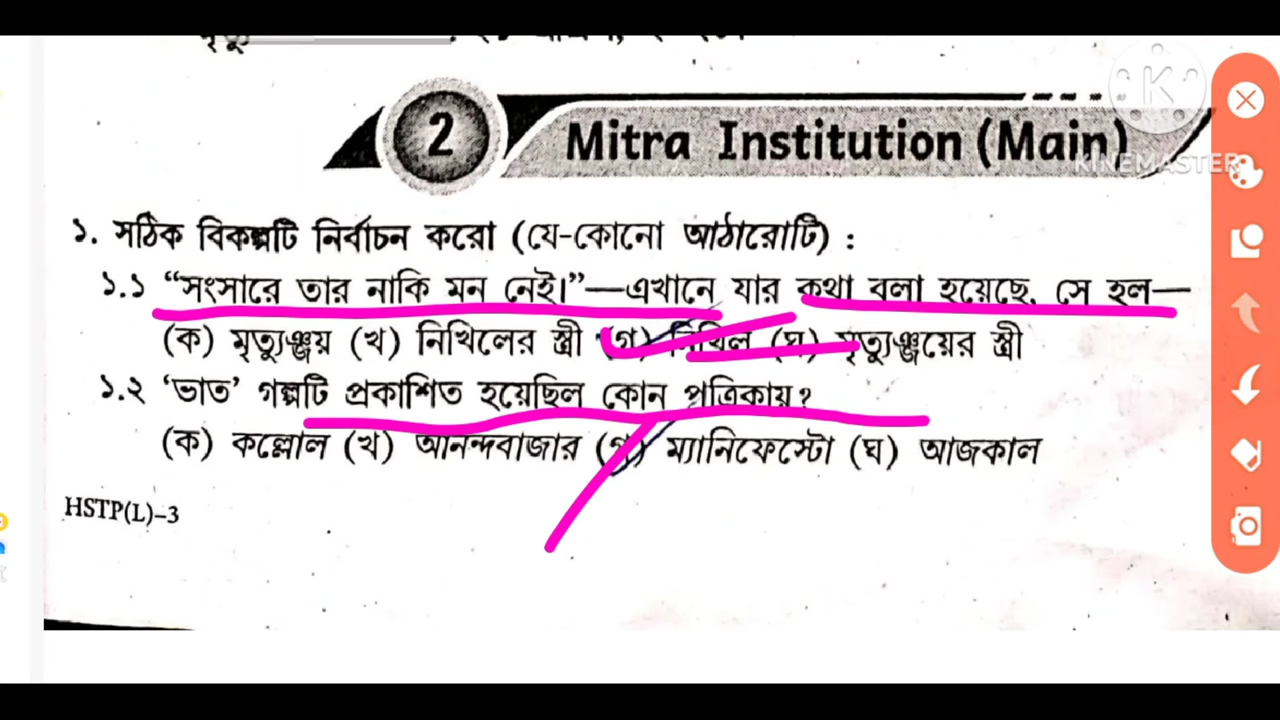 2 Mitra Institution (Main)
KINEMASTER
১. সঠিক বিকল্পটি নির্বাচন করো (যে-কোনো আঠারোটি) :
১.১ “সংসারে তার নাকি মন নেই।”—এখানে যার কথা বলা হয়েছে, সে হল—
(ক) মৃত্যুঞ্জয় (খ) নিখিলের স্ত্রী (গ) নিখিল (ঘ) মৃত্যুঞ্জয়ের স্ত্রী
১.২ ‘ভাত’ গল্পটি প্রকাশিত হয়েছিল কোন পত্রিকায়?
(ক) কল্লোল (খ) আনন্দবাজার (গ) ম্যানিফেস্টো (ঘ) আজকাল
HSTP(L)–3